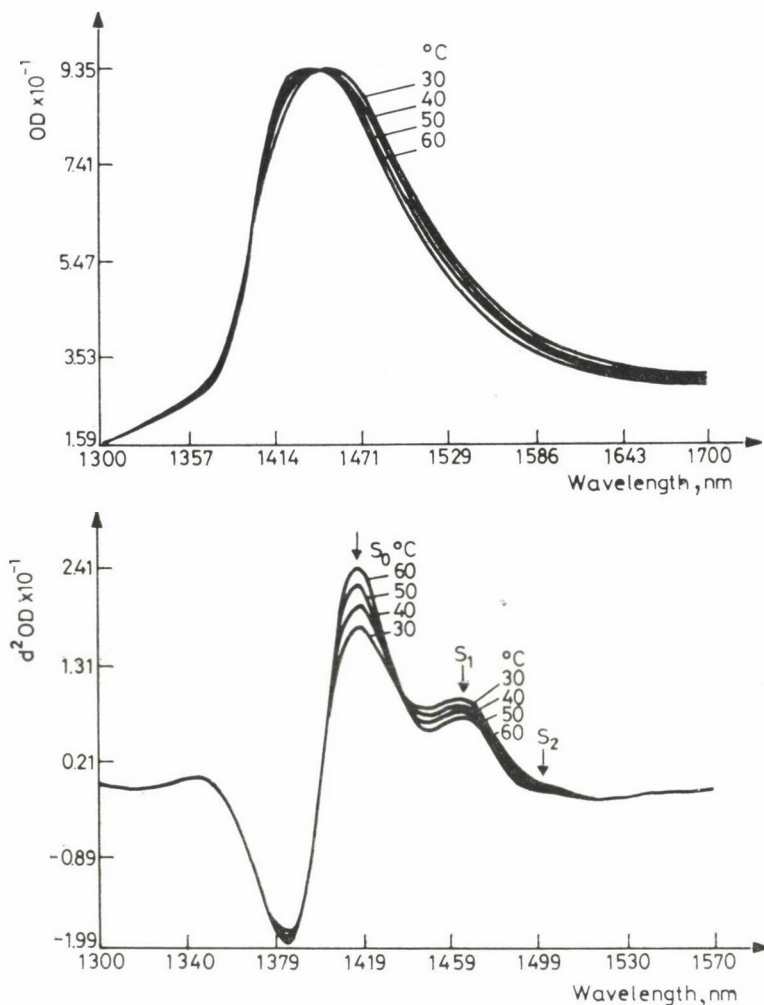 OD x10⁻¹
9.35
7.41
5.47
3.53
1.59
°C
30
40
50
60
1300 1357 1414 1471 1529 1586 1643 1700
Wavelength, nm
d² OD x10⁻¹
2.41
1.31
0.21
-0.89
-1.99
S₀ °C
60
50
40
30
S₁ °C
30
40
50
60
S₂
1300 1340 1379 1419 1459 1499 1530 1570
Wavelength, nm